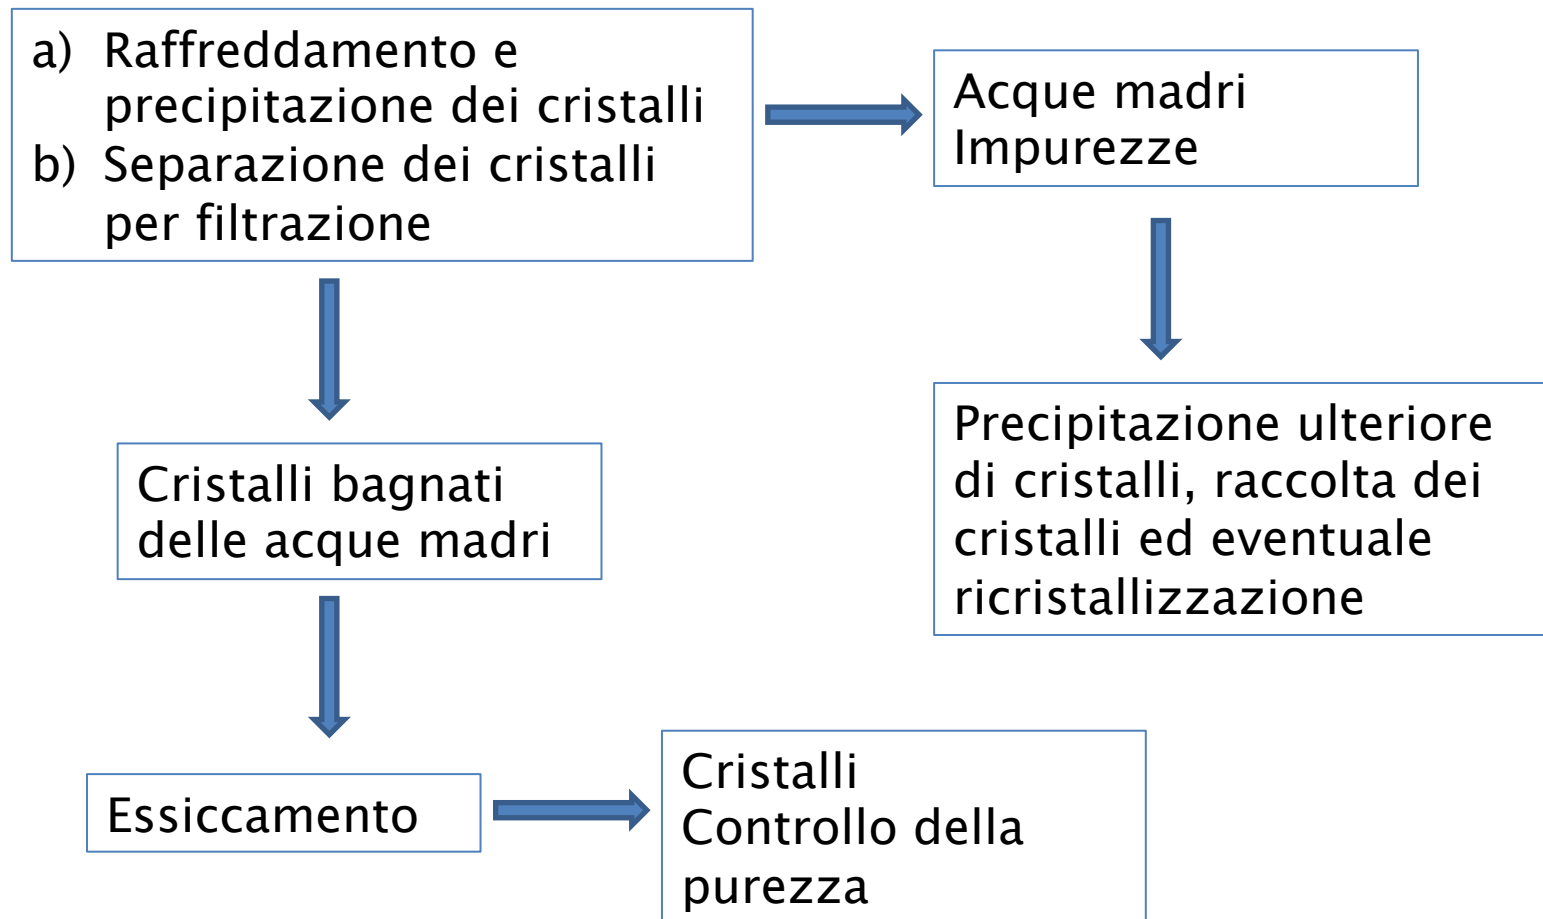 a) Raffreddamento e
precipitazione dei cristalli
b) Separazione dei cristalli
per filtrazione
Acque madri
Impurezze
Cristalli bagnati
delle acque madri
Precipitazione ulteriore
di cristalli, raccolta dei
cristalli ed eventuale
ricristallizzazione
Essiccamento
Cristalli
Controllo della
purezza